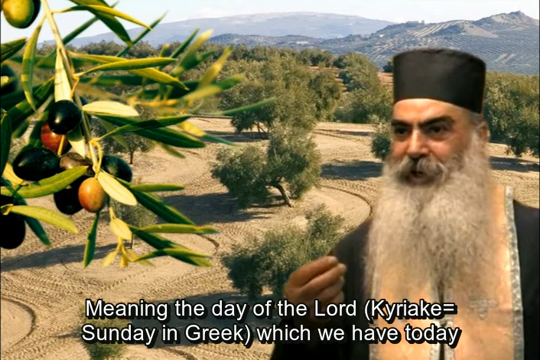 Meaning the day of the Lord (Kyriake=
Sunday in Greek) which we have today